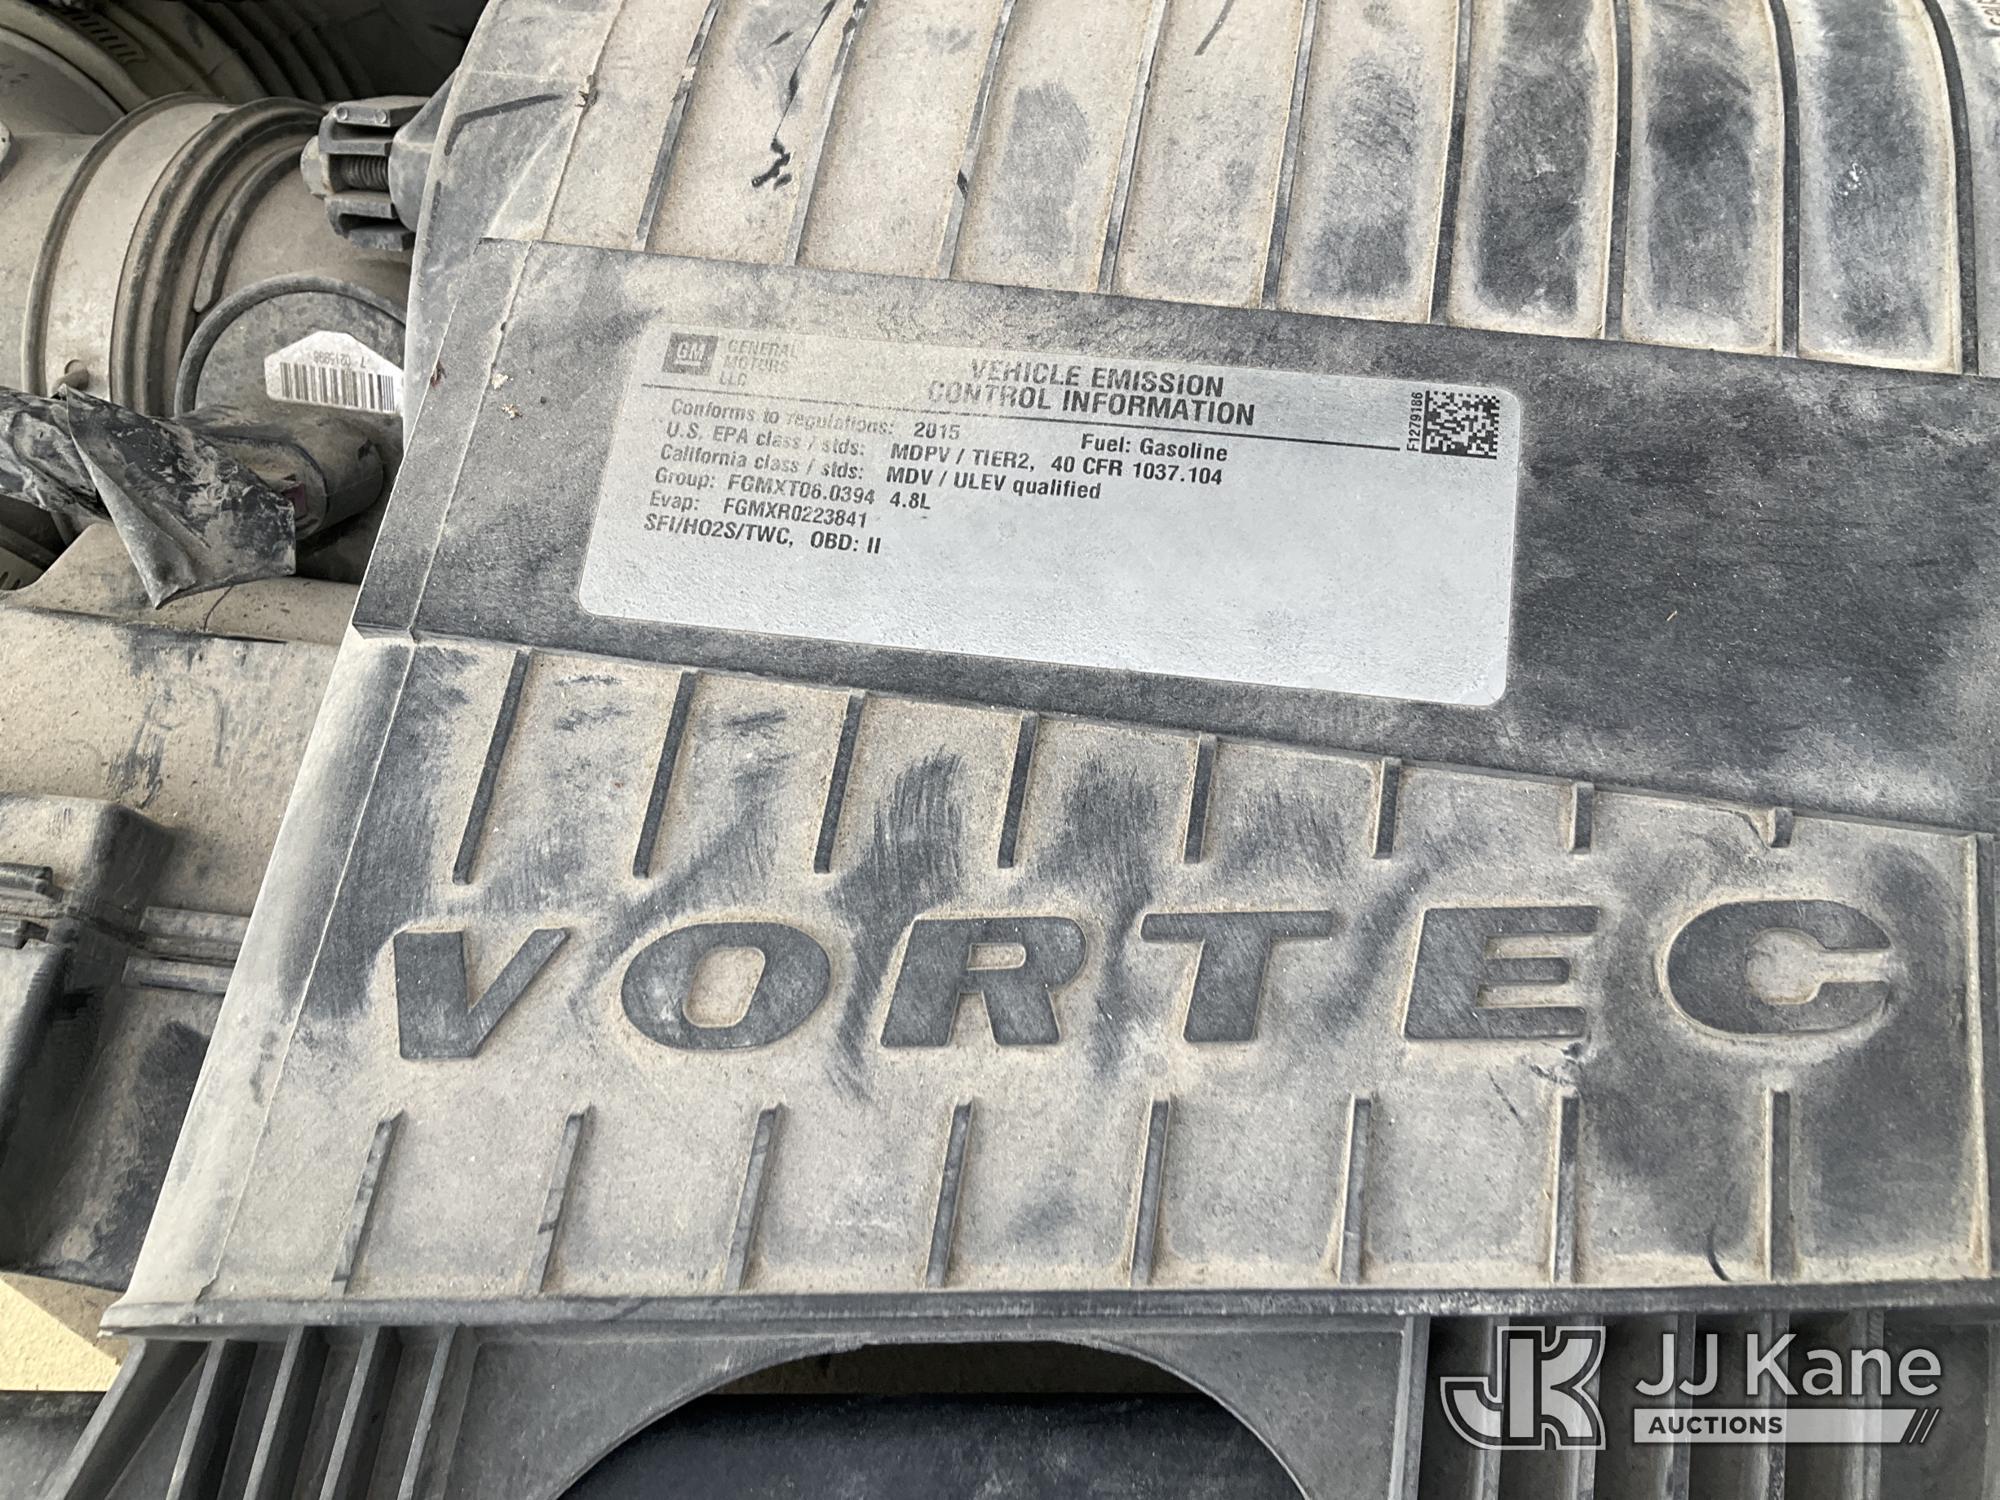 GM GENERAL MOTORS LLC
VEHICLE EMISSION
CONTROL INFORMATION
F1279186
Conforms to regulations: 2015 Fuel: Gasoline
U.S. EPA class / stds: MDPV / TIER2, 40 CFR 1037.104
California class / stds: MDV / ULEV qualified
Group: FGMXT06.0394 4.8L
Evap: FGMXR0223841
SFI/HO2S/TWC, OBD: II
VORTEC
JK JJ Kane
AUCTIONS